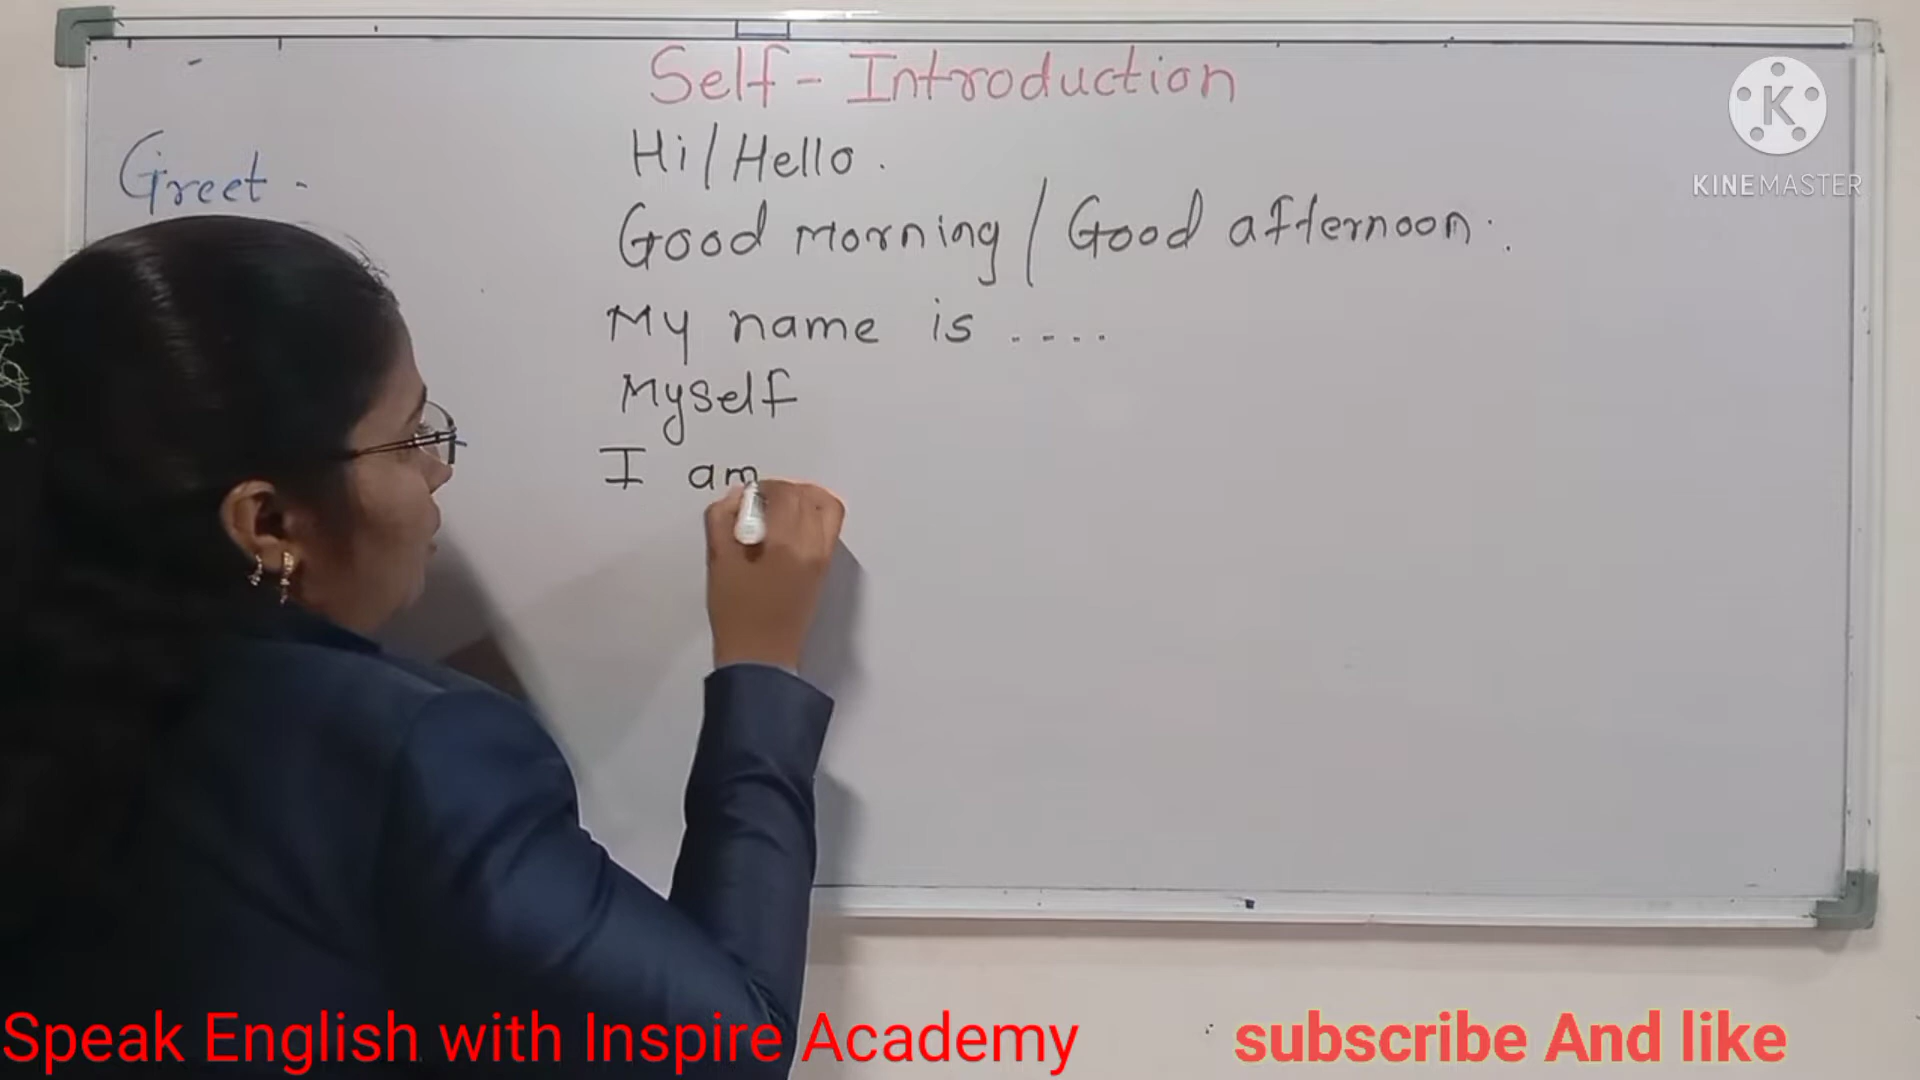 Self - Introduction
Hi/Hello.
Greet -
Good Morning / Good afternoon.
My name is ....
Myself
I am
KINEMASTER
Speak English with Inspire Academy
subscribe And like